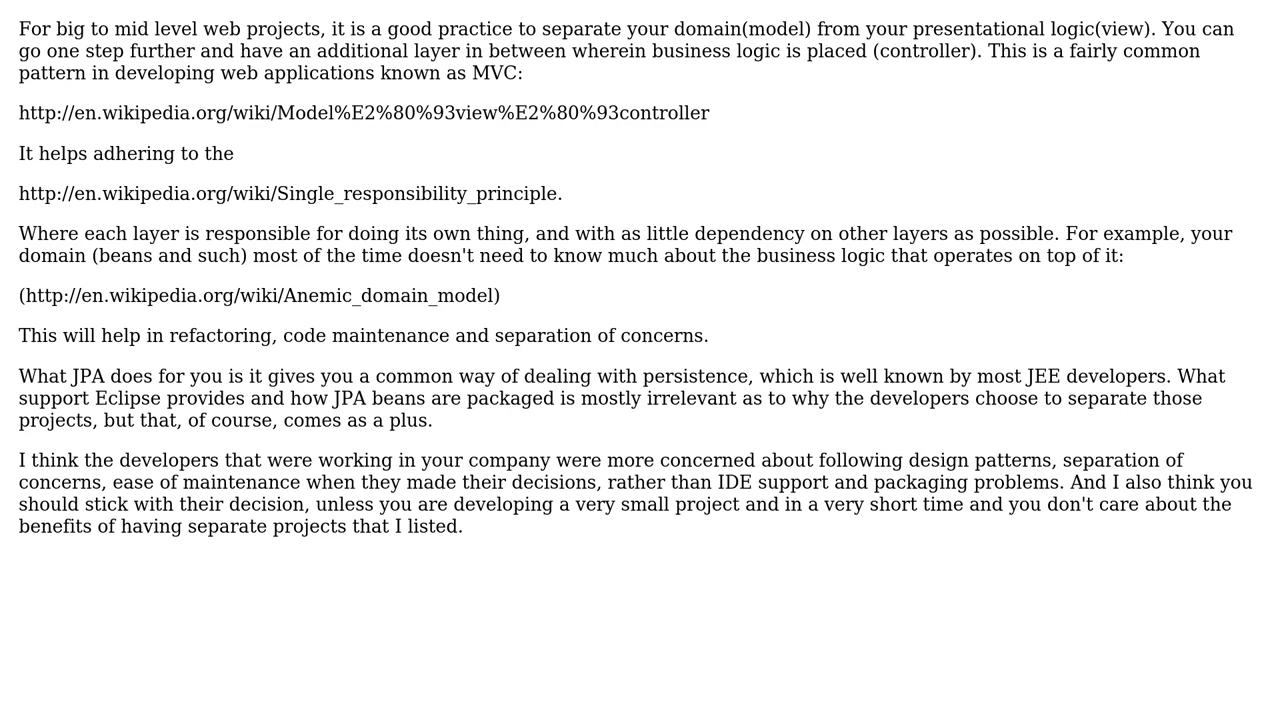 For big to mid level web projects, it is a good practice to separate your domain(model) from your presentational logic(view). You can
go one step further and have an additional layer in between wherein business logic is placed (controller). This is a fairly common
pattern in developing web applications known as MVC:
http://en.wikipedia.org/wiki/Model%E2%80%93view%E2%80%93controller
It helps adhering to the
http://en.wikipedia.org/wiki/Single_responsibility_principle.
Where each layer is responsible for doing its own thing, and with as little dependency on other layers as possible. For example, your
domain (beans and such) most of the time doesn't need to know much about the business logic that operates on top of it:
(http://en.wikipedia.org/wiki/Anemic_domain_model)
This will help in refactoring, code maintenance and separation of concerns.
What JPA does for you is it gives you a common way of dealing with persistence, which is well known by most JEE developers. What
support Eclipse provides and how JPA beans are packaged is mostly irrelevant as to why the developers choose to separate those
projects, but that, of course, comes as a plus.
I think the developers that were working in your company were more concerned about following design patterns, separation of
concerns, ease of maintenance when they made their decisions, rather than IDE support and packaging problems. And I also think you
should stick with their decision, unless you are developing a very small project and in a very short time and you don't care about the
benefits of having separate projects that I listed.